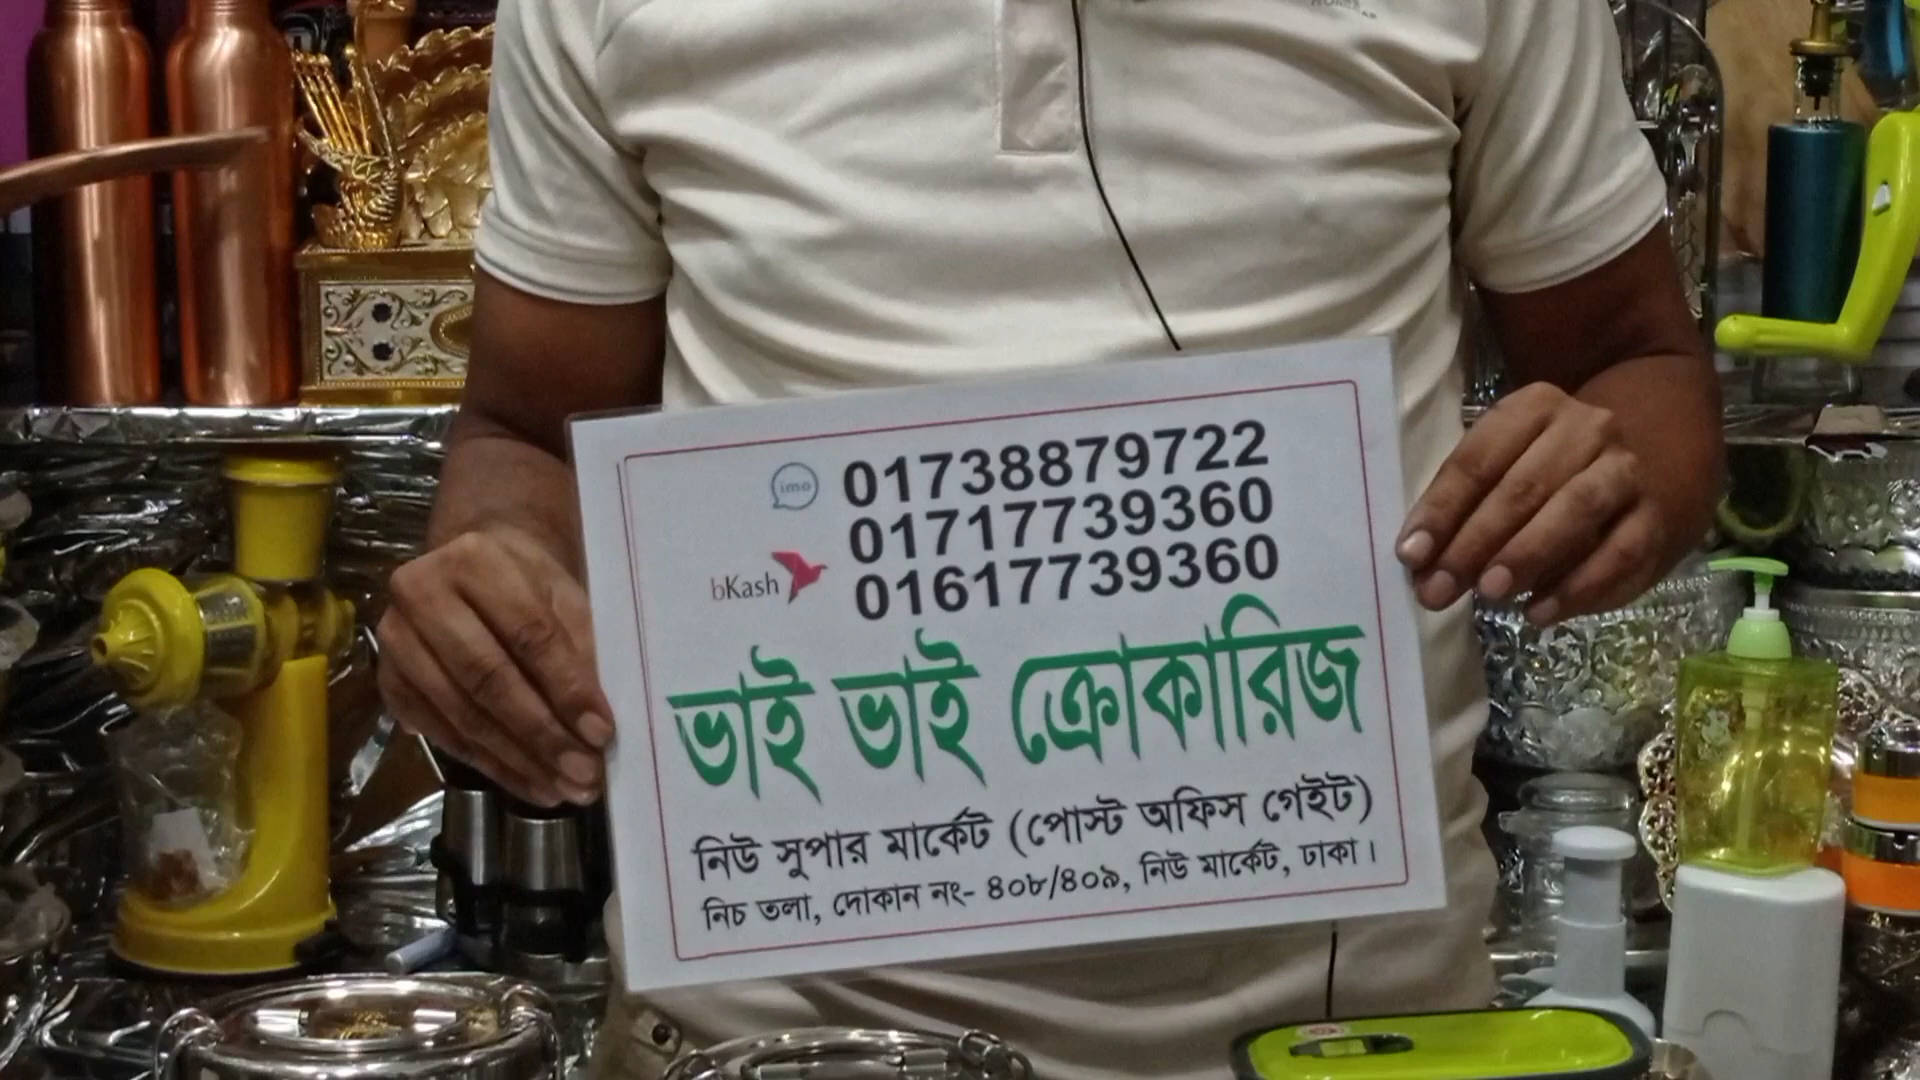 imo 01738879722
01717739360
bKash 01617739360
ভাই ভাই ক্রোকারিজ
নিউ সুপার মার্কেট (পোস্ট অফিস গেইট)
নিচ তলা, দোকান নং- ৪০৮/৪০৯, নিউ মার্কেট, ঢাকা।